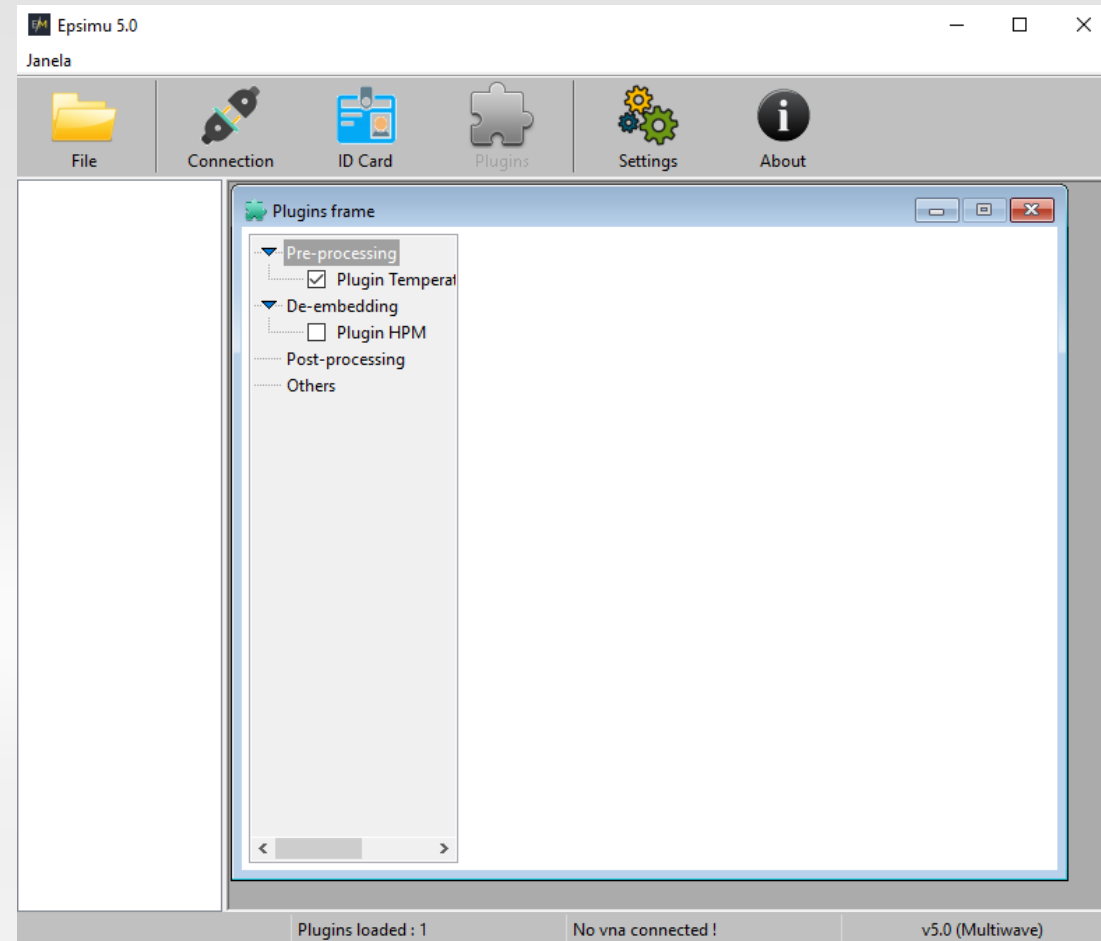 Epsimu 5.0
Janela
File Connection ID Card Plugins Settings About
Plugins frame
Pre-processing
Plugin Temperat
De-embedding
Plugin HPM
Post-processing
Others
Plugins loaded : 1 No vna connected ! v5.0 (Multiwave)